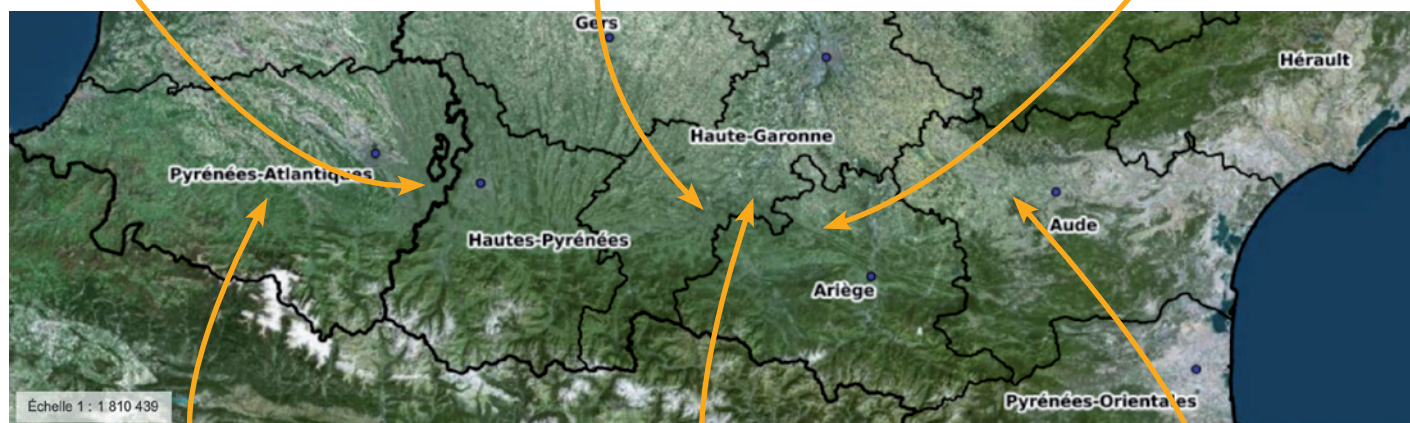 Gers
Hérault
Haute-Garonne
Pyrénées-Atlantiques
Aude
Hautes-Pyrénées
Ariège
Pyrénées-Orientales
Échelle 1 : 1 810 439